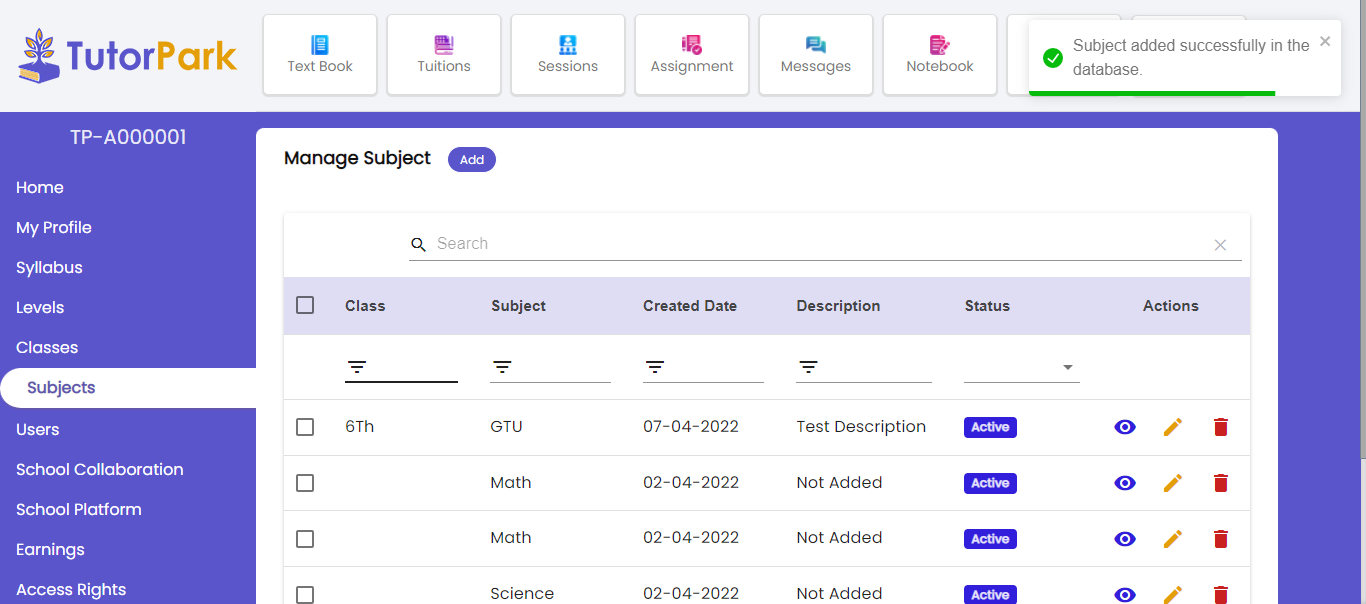 TutorPark
Text Book
Tuitions
Sessions
Assignment
Messages
Notebook
Subject added successfully in the
database.
TP-A000001
Home
My Profile
Syllabus
Levels
Classes
Subjects
Users
School Collaboration
School Platform
Earnings
Access Rights
Manage Subject Add
Search
Class Subject Created Date Description Status Actions
6Th GTU 07-04-2022 Test Description Active
Math 02-04-2022 Not Added Active
Math 02-04-2022 Not Added Active
Science 02-04-2022 Not Added Active